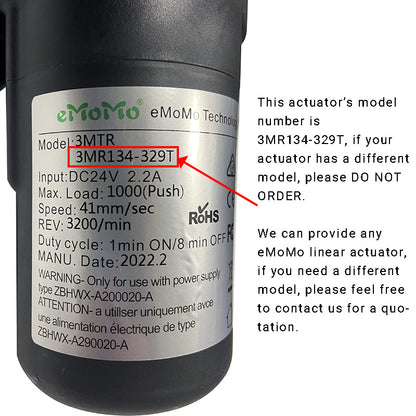 eMoMo® eMoMo Technology
Model:3MTR
3MR134-329T
Input:DC24V 2.2A
Max. Load: 1000(Push)
Speed: 41mm/sec
REV: 3200/min
RoHS
Duty cycle: 1min ON/8 min OFF
MANU. Date: 2022.2
WARNING- Only for use with power supply
type ZBHWX-A200020-A
ATTENTION- a utiliser uniquement avce
une alimentation électrique de type
ZBHWX-A290020-A
This actuator's model
number is
3MR134-329T, if your
actuator has a different
model, please DO NOT
ORDER.
We can provide any
eMoMo linear actuator,
if you need a different
model, please feel free
to contact us for a quo-
tation.